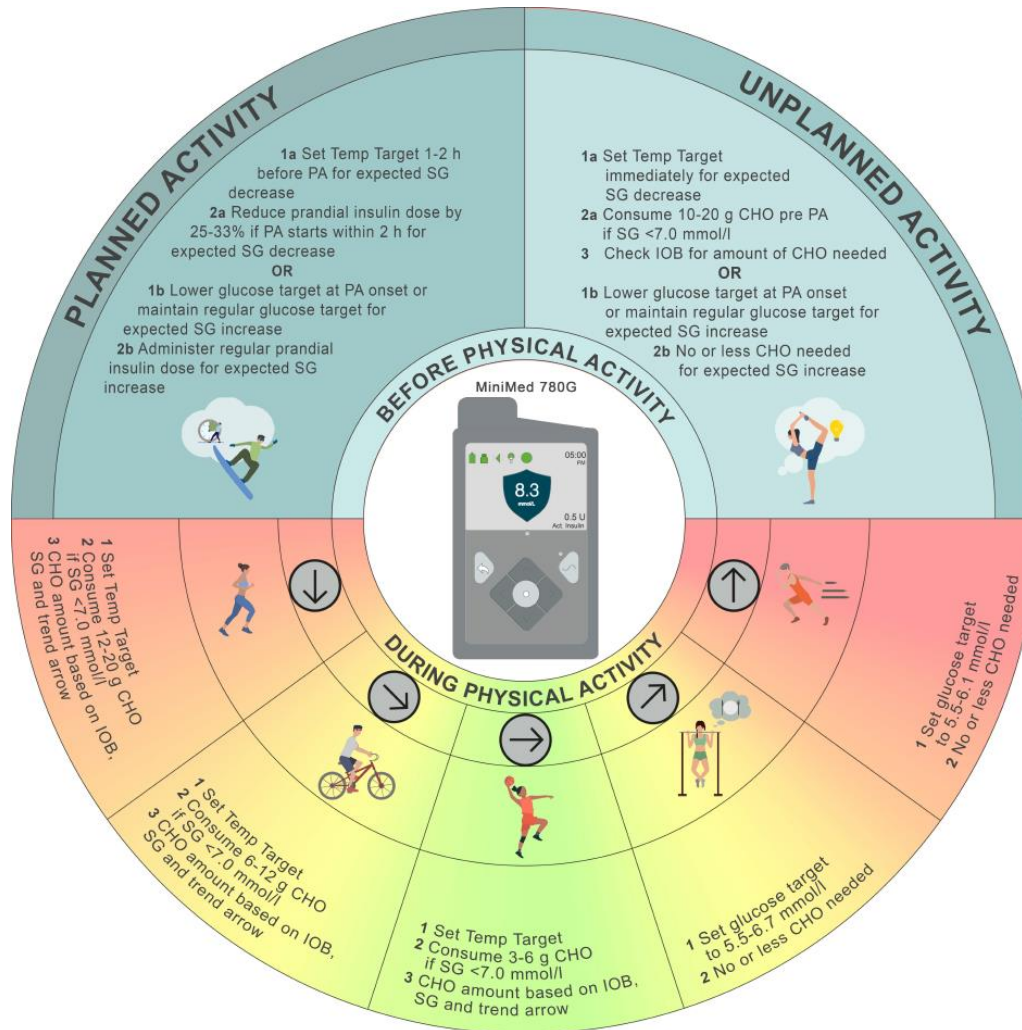 PLANNED ACTIVITY
1a Set Temp Target 1-2 h
before PA for expected SG
decrease
2a Reduce prandial insulin dose by
25-33% if PA starts within 2 h for
expected SG decrease
OR
1b Lower glucose target at PA onset or
maintain regular glucose target for
expected SG increase
2b Administer regular prandial
insulin dose for expected SG
increase
UNPLANNED ACTIVITY
1a Set Temp Target
immediately for expected
SG decrease
2a Consume 10-20 g CHO pre PA
if SG <7.0 mmol/l
3 Check IOB for amount of CHO needed
OR
1b Lower glucose target at PA onset
or maintain regular glucose target for
expected SG increase
2b No or less CHO needed
for expected SG increase
BEFORE PHYSICAL ACTIVITY
MiniMed 780G
05:00
PM
8.3
mmol/L
0.5 U
Act. Insulin
DURING PHYSICAL ACTIVITY
1 Set Temp Target
2 Consume 12-20 g CHO
if SG <7.0 mmol/l
3 CHO amount based on IOB,
SG and trend arrow
1 Set Temp Target
2 Consume 6-12 g CHO
if SG <7.0 mmol/l
3 CHO amount based on IOB,
SG and trend arrow
1 Set Temp Target
2 Consume 3-6 g CHO
if SG <7.0 mmol/l
3 CHO amount based on IOB,
SG and trend arrow
1 Set glucose target
to 5.5-6.7 mmol/l
2 No or less CHO needed
1 Set glucose target
to 5.5-6.1 mmol/l
2 No or less CHO needed